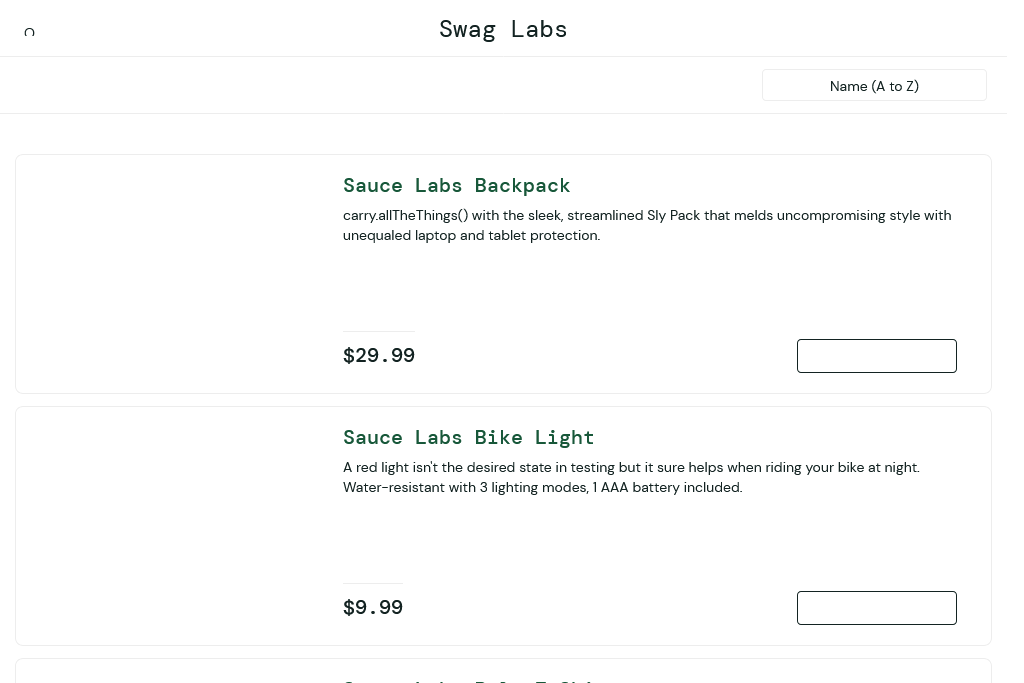 Swag Labs
Name (A to Z)
Sauce Labs Backpack
carry.allTheThings() with the sleek, streamlined Sly Pack that melds uncompromising style with
unequaled laptop and tablet protection.
$29.99
Sauce Labs Bike Light
A red light isn't the desired state in testing but it sure helps when riding your bike at night.
Water-resistant with 3 lighting modes, 1 AAA battery included.
$9.99